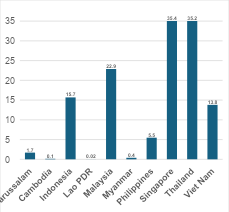 35
30
25
20
15
10
5
0
1.7
0.1
15.7
0.02
22.9
0.4
5.5
35.4
35.2
13.8
arussalam
Cambodia
Indonesia
Lao PDR
Malaysia
Myanmar
Philippines
Singapore
Thailand
Viet Nam